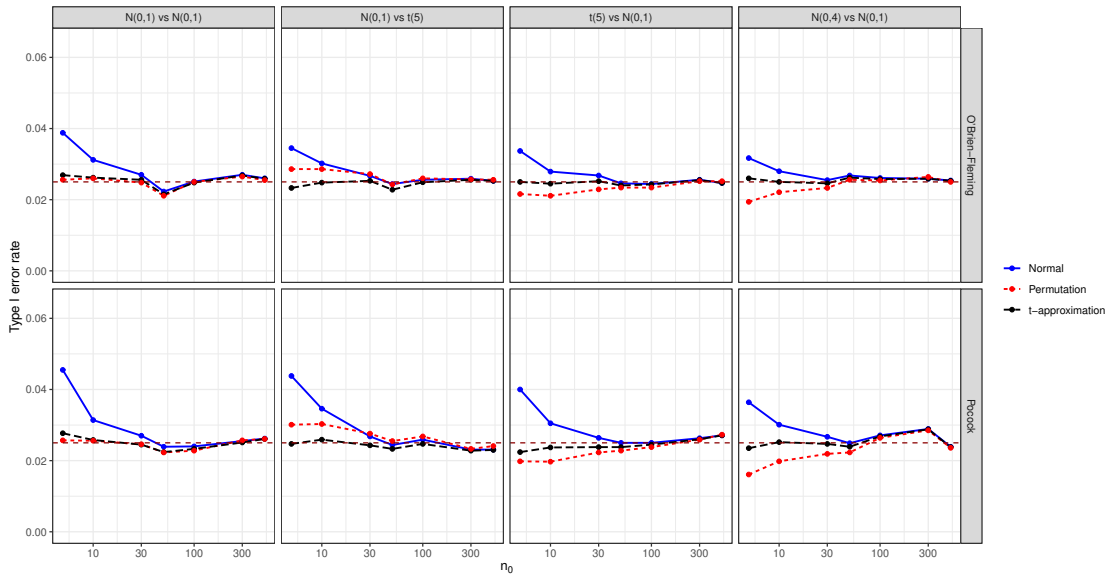 N(0,1) vs N(0,1)
N(0,1) vs t(5)
t(5) vs N(0,1)
N(0,4) vs N(0,1)
0.06
0.04
0.02
0.00
O'Brien−Fleming
Type I error rate
Normal
Permutation
t−approximation
0.06
0.04
0.02
0.00
Pocock
10 30 100 300
10 30 100 300
10 30 100 300
10 30 100 300
n₀